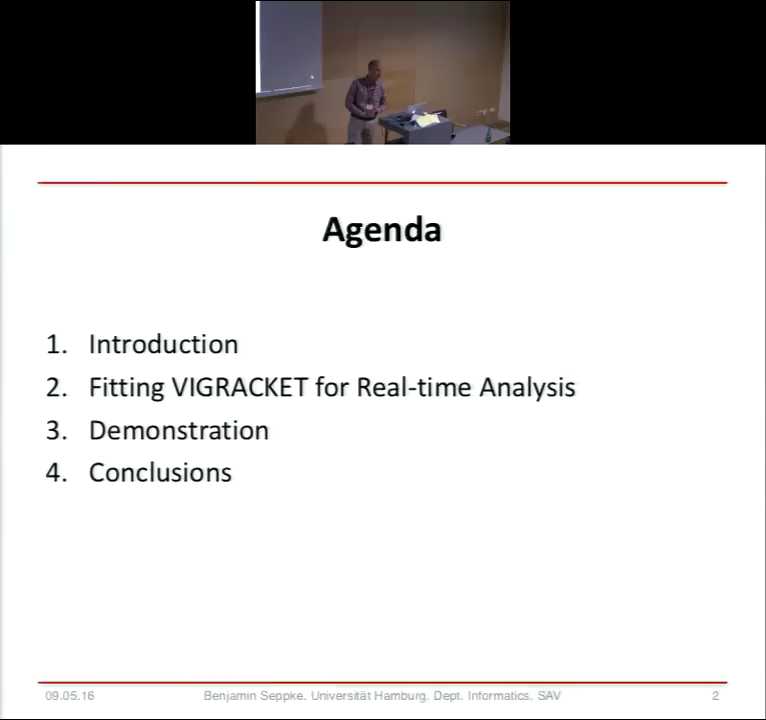 Agenda
1. Introduction
2. Fitting VIGRACKET for Real-time Analysis
3. Demonstration
4. Conclusions
09.05.16 Benjamin Seppke. Universität Hamburg. Dept. Informatics, SAV 2